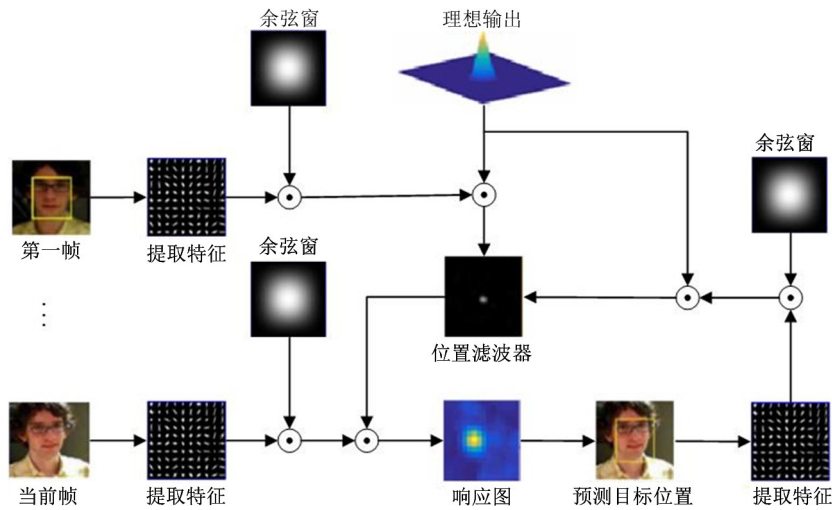 余弦窗
理想输出
余弦窗
第一帧
提取特征
余弦窗
⋮
位置滤波器
当前帧
提取特征
响应图
预测目标位置
提取特征